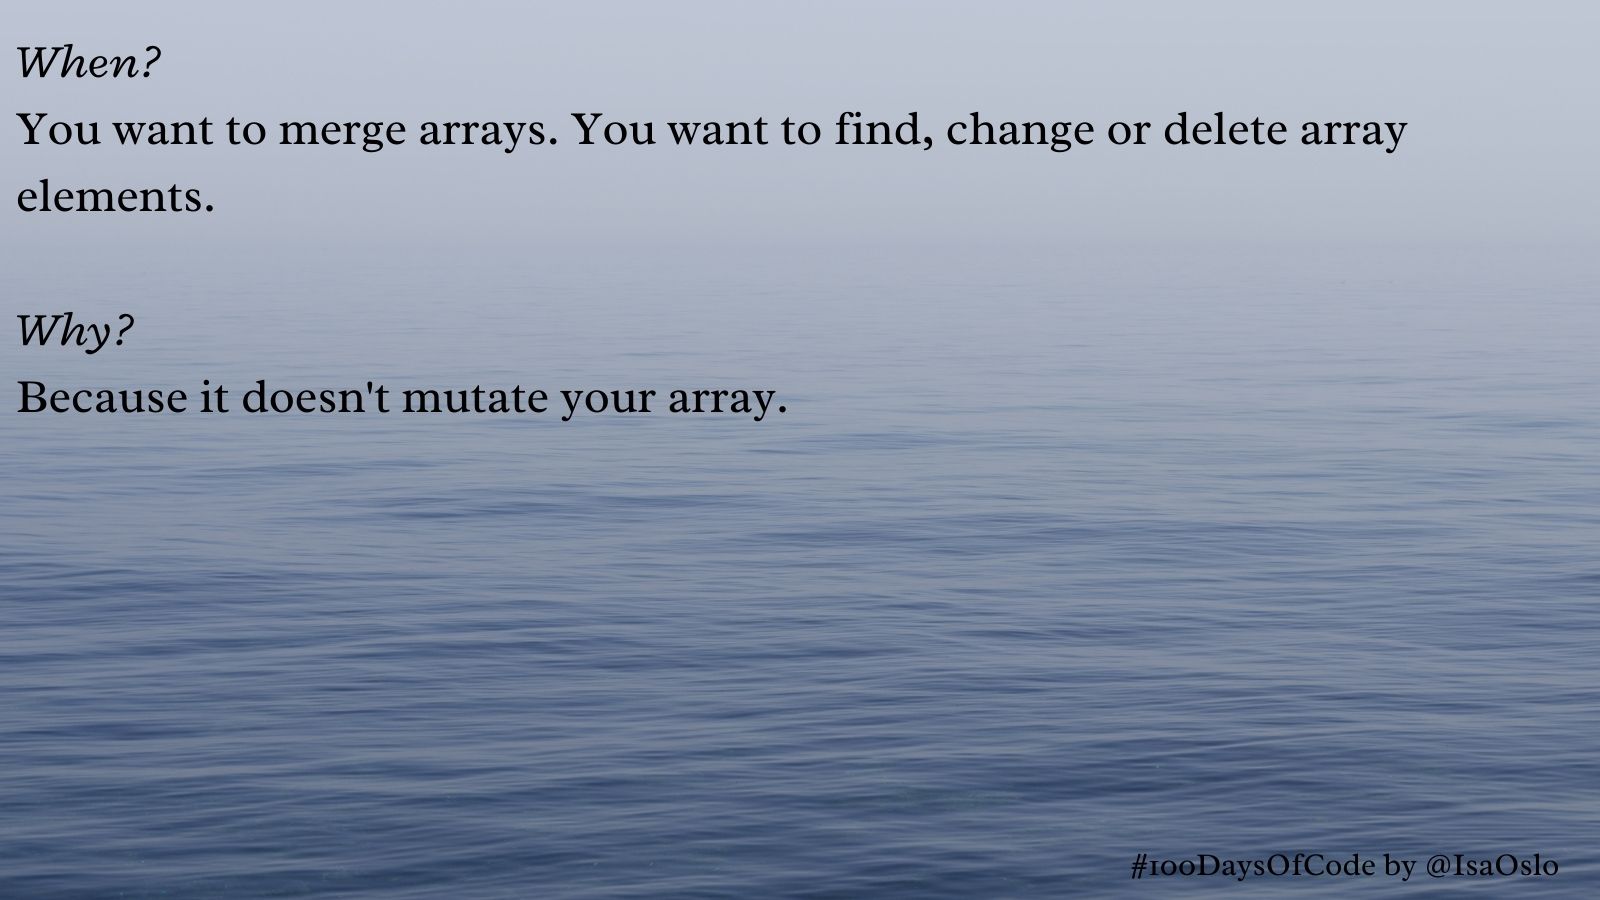 When?
You want to merge arrays. You want to find, change or delete array
elements.
Why?
Because it doesn't mutate your array.
#100DaysOfCode by @IsaOslo